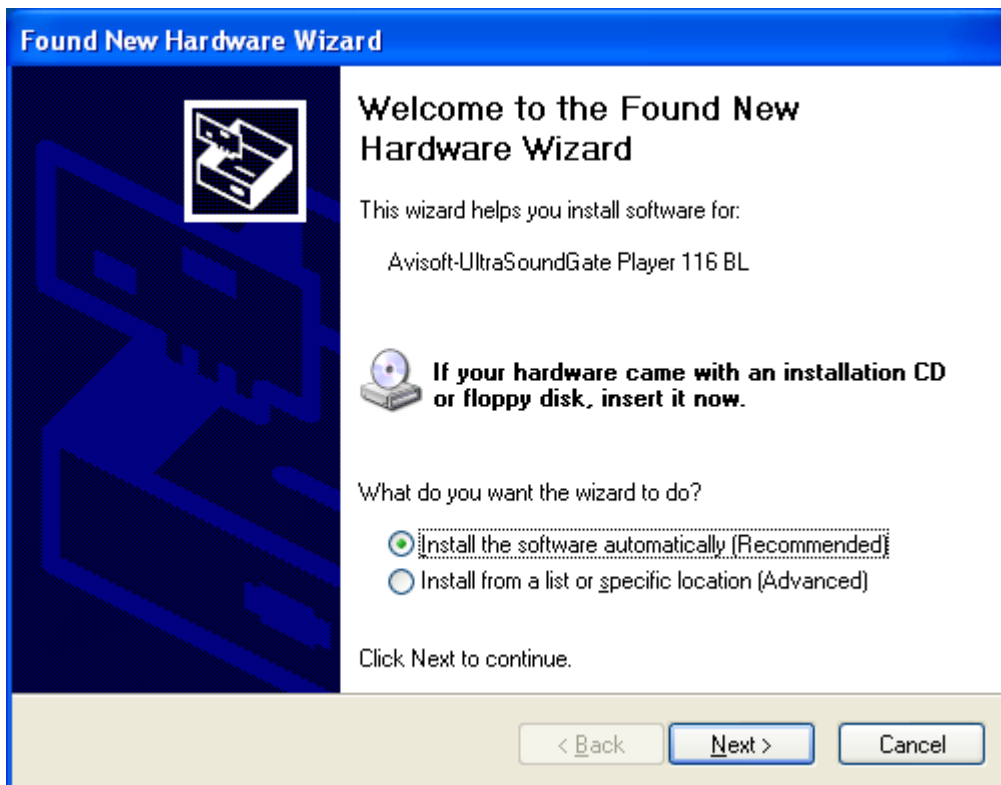 Found New Hardware Wizard
Welcome to the Found New
Hardware Wizard
This wizard helps you install software for:
Avisoft-UltraSoundGate Player 116 BL
If your hardware came with an installation CD
or floppy disk, insert it now.
What do you want the wizard to do?
Install the software automatically (Recommended)
Install from a list or specific location (Advanced)
Click Next to continue.
< Back Next > Cancel